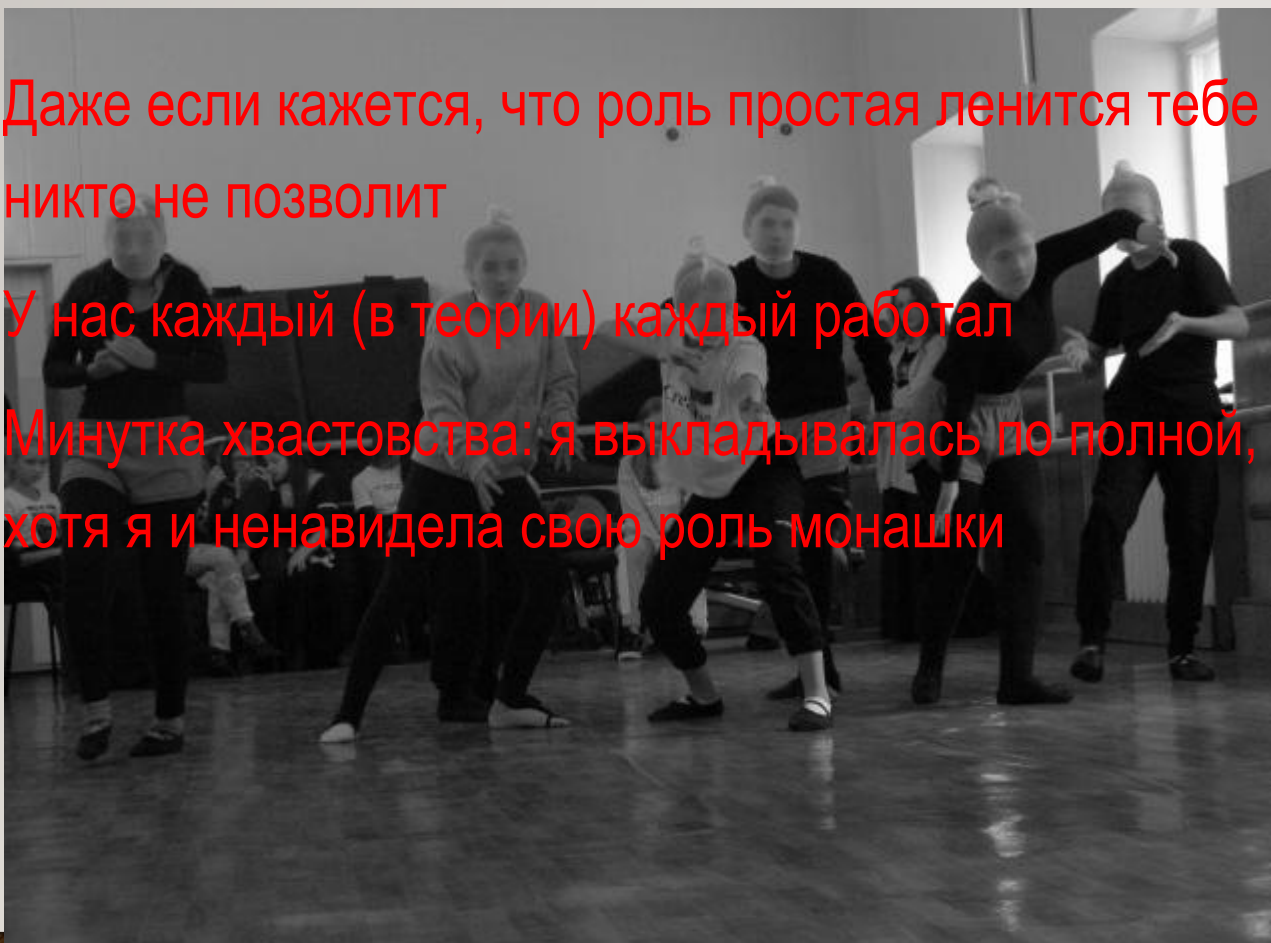 Даже если кажется, что роль простая ленится тебе
никто не позволит
У нас каждый (в теории) каждый работал
Минутка хвастовства: я выкладывалась по полной,
хотя я и ненавидела свою роль монашки